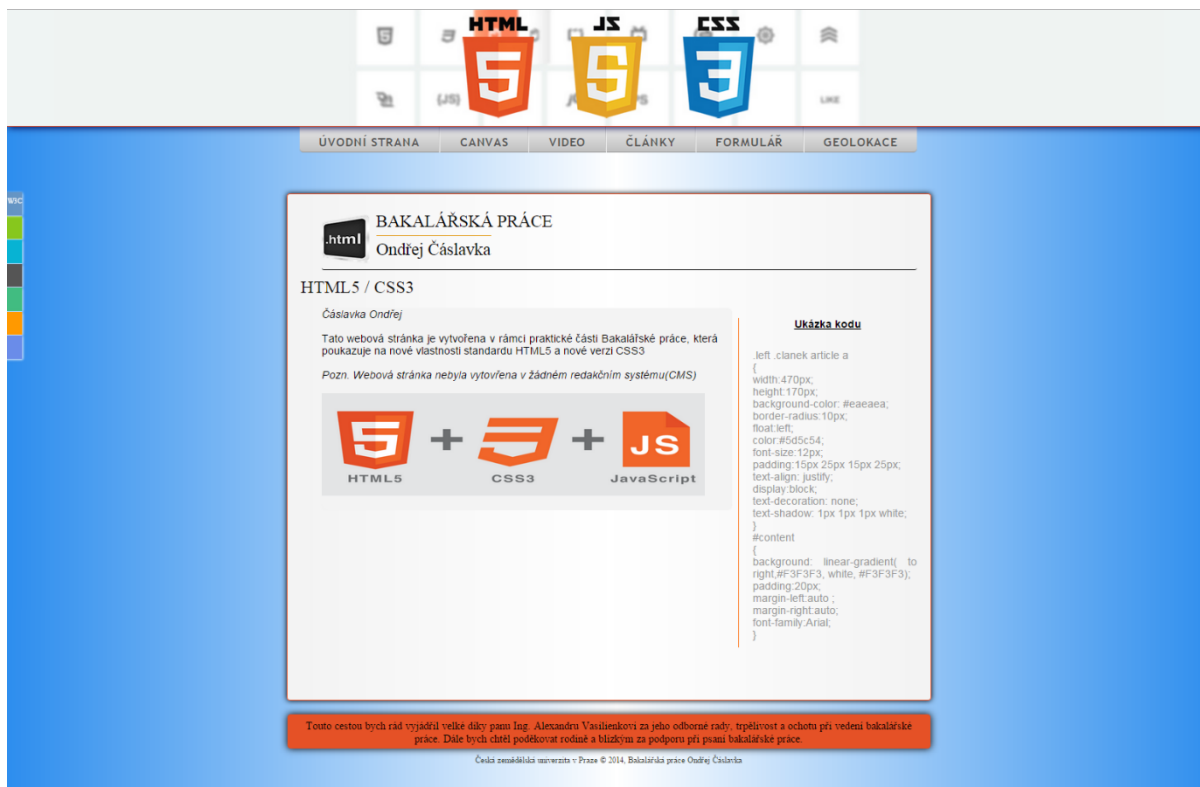 HTML JS CSS
5 S 3
{JS} LIKE
ÚVODNÍ STRANA CANVAS VIDEO ČLÁNKY FORMULÁŘ GEOLOKACE
W3C
.html
BAKALÁŘSKÁ PRÁCE
Ondřej Čáslavka
HTML5 / CSS3
Čáslavka Ondřej
Tato webová stránka je vytvořena v rámci praktické části Bakalářské práce, která
poukazuje na nové vlastnosti standardu HTML5 a nové verzi CSS3
Pozn. Webová stránka nebyla vytovřena v žádném redakčním systému(CMS)
5 + 3 + JS
HTML5 CSS3 JavaScript
Ukázka kodu
.left .clanek article a
{
width:470px;
height:170px;
background-color: #eaeaea;
border-radius:10px;
float:left;
color:#5d5c54;
font-size:12px;
padding:15px 25px 15px 25px;
text-align: justify;
display:block;
text-decoration: none;
text-shadow: 1px 1px 1px white;
}
#content
{
background: linear-gradient( to
right,#F3F3F3, white, #F3F3F3);
padding:20px;
margin-left:auto ;
margin-right:auto;
font-family:Arial;
}
Touto cestou bych rád vyjádřil velké díky panu Ing. Alexandru Vasilienkovi za jeho odborné rady, trpělivost a ochotu při vedení bakalářské
práce. Dále bych chtěl poděkovat rodině a blízkým za podporu při psaní bakalářské práce.
Česká zemědělská univerzita v Praze © 2014, Bakalářská práce Ondřej Čáslavka